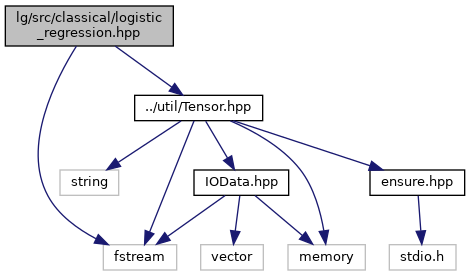 lg/src/classical/logistic
_regression.hpp
../util/Tensor.hpp
string
IOData.hpp
ensure.hpp
fstream
vector
memory
stdio.h